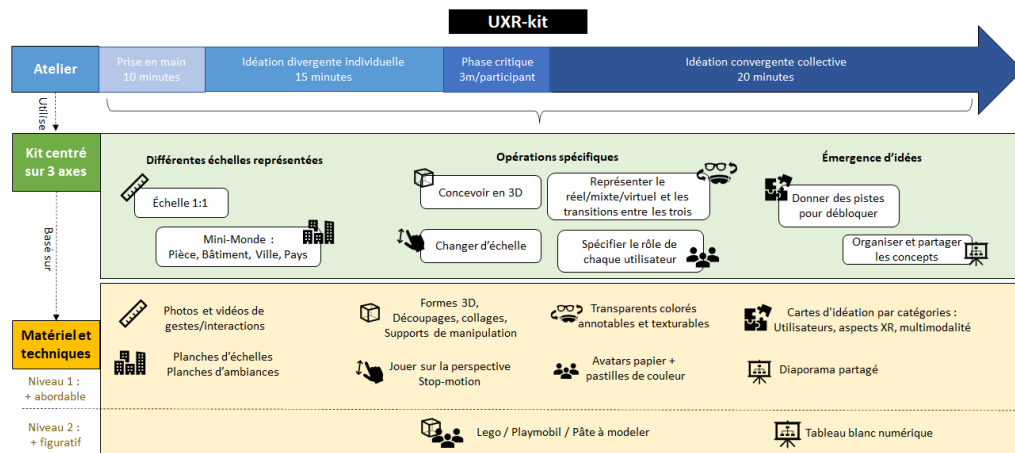 UXR-kit
Atelier
Prise en main
10 minutes
Idéation divergente individuelle
15 minutes
Phase critique
3m/participant
Idéation convergente collective
20 minutes
Utilise
Kit centré
sur 3 axes
Différentes échelles représentées
Échelle 1:1
Mini-Monde :
Pièce, Bâtiment, Ville, Pays
Opérations spécifiques
Concevoir en 3D
Représenter le
réel/mixte/virtuel et les
transitions entre les trois
Changer d'échelle
Spécifier le rôle de
chaque utilisateur
Émergence d'idées
Donner des pistes
pour débloquer
Organiser et partager
les concepts
Basé sur
Matériel et
techniques
Niveau 1 :
+ abordable
Photos et vidéos de
gestes/interactions
Planches d'échelles
Planches d'ambiances
Formes 3D,
Découpages, collages,
Supports de manipulation
Jouer sur la perspective
Stop-motion
Transparents colorés
annotables et texturables
Avatars papier +
pastilles de couleur
Cartes d'idéation par catégories :
Utilisateurs, aspects XR, multimodalité
Diaporama partagé
Niveau 2 :
+ figuratif
Lego / Playmobil / Pâte à modeler
Tableau blanc numérique